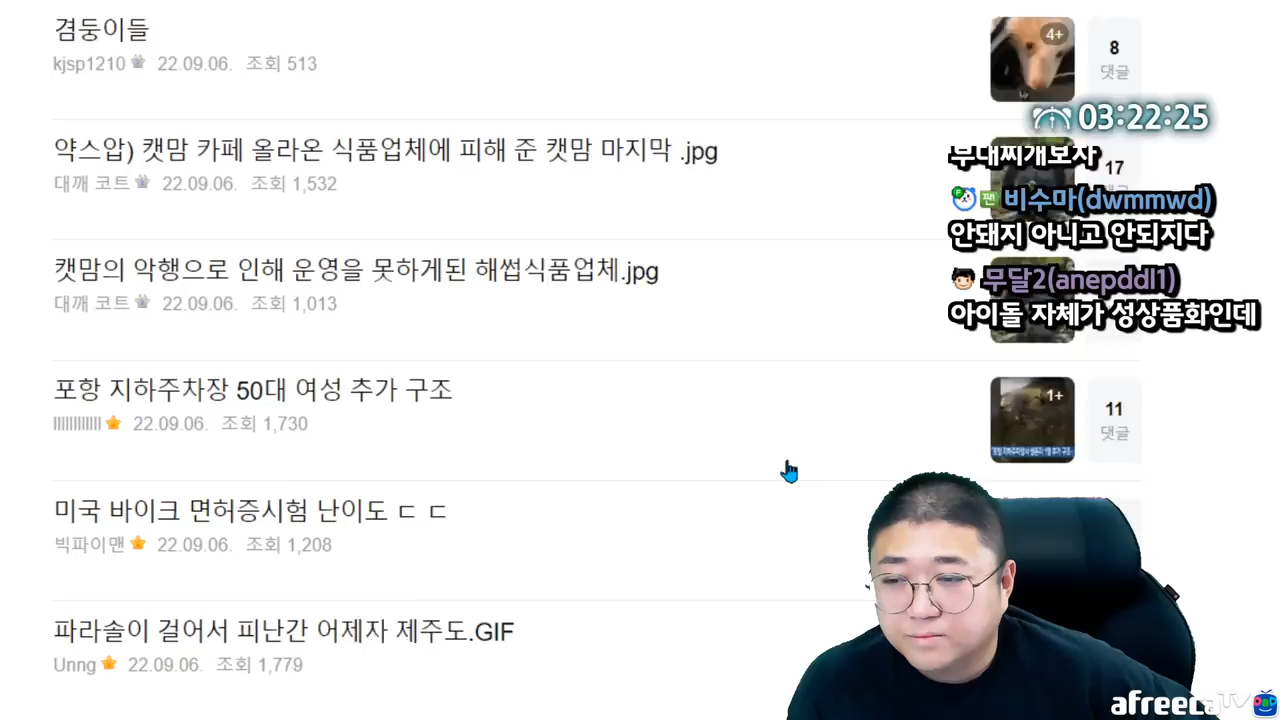 겸둥이들
kjsp1210 22.09.06. 조회 513
4+
8
댓글
03:22:25
약스압) 캣맘 카페 올라온 식품업체에 피해 준 캣맘 마지막 .jpg
대깨 코트 22.09.06. 조회 1,532
17
부대찌개보자
팬 비수마(dwmmwd)
안돼지 아니고 안되지다
캣맘의 악행으로 인해 운영을 못하게된 해썹식품업체.jpg
대깨 코트 22.09.06. 조회 1,013
무달2(anepddl1)
아이돌 자체가 성상품화인데
포항 지하주차장 50대 여성 추가 구조
22.09.06. 조회 1,730
1+
11
댓글
미국 바이크 면허증시험 난이도 ㄷ ㄷ
빅파이맨 22.09.06. 조회 1,208
파라솔이 걸어서 피난간 어제자 제주도.GIF
Unng 22.09.06. 조회 1,779
afreecaTV